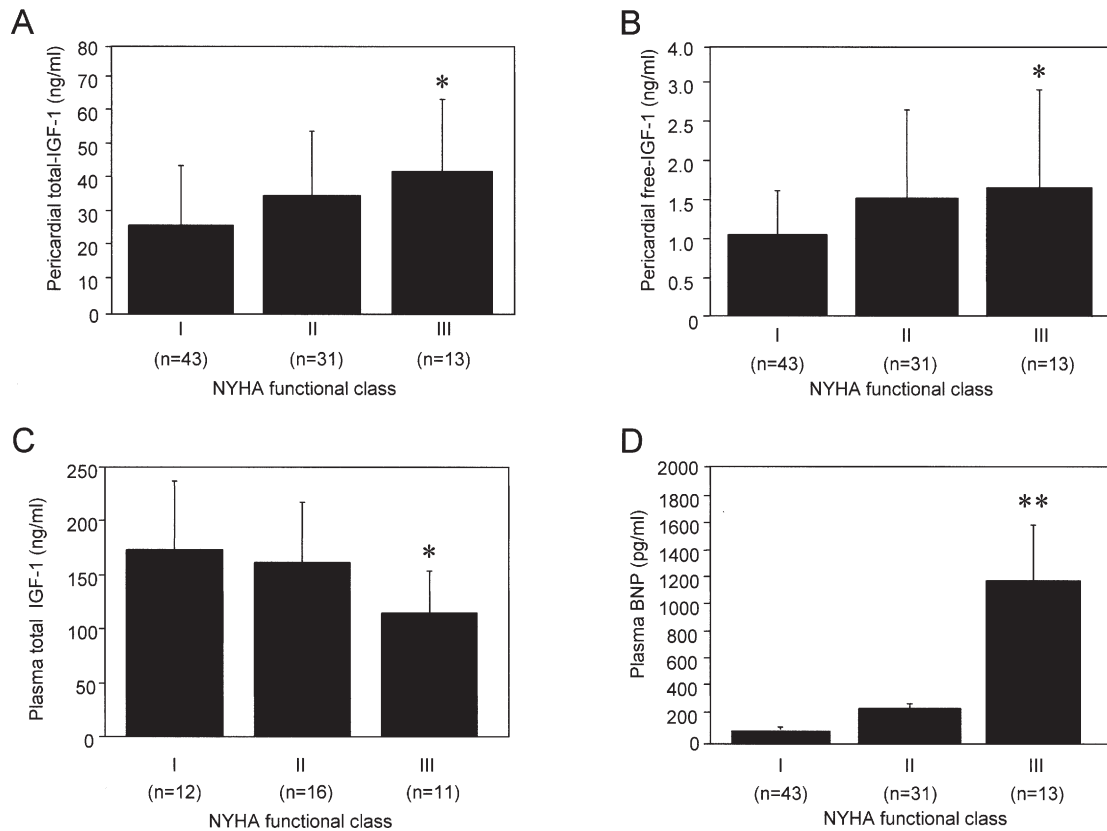 A
Pericardial total-IGF-1 (ng/ml)
80
70
60
50
40
30
20
10
0
*
I II III
(n=43) (n=31) (n=13)
NYHA functional class
B
Pericardial free-IGF-1 (ng/ml)
4.0
3.0
2.5
2.0
1.5
1.0
0.5
0
*
I II III
(n=43) (n=31) (n=13)
NYHA functional class
C
Plasma total IGF-1 (ng/ml)
250
200
150
100
50
0
*
I II III
(n=12) (n=16) (n=11)
NYHA functional class
D
Plasma BNP (pg/ml)
2000
1800
1600
1400
1200
1000
800
600
400
200
0
**
I II III
(n=43) (n=31) (n=13)
NYHA functional class